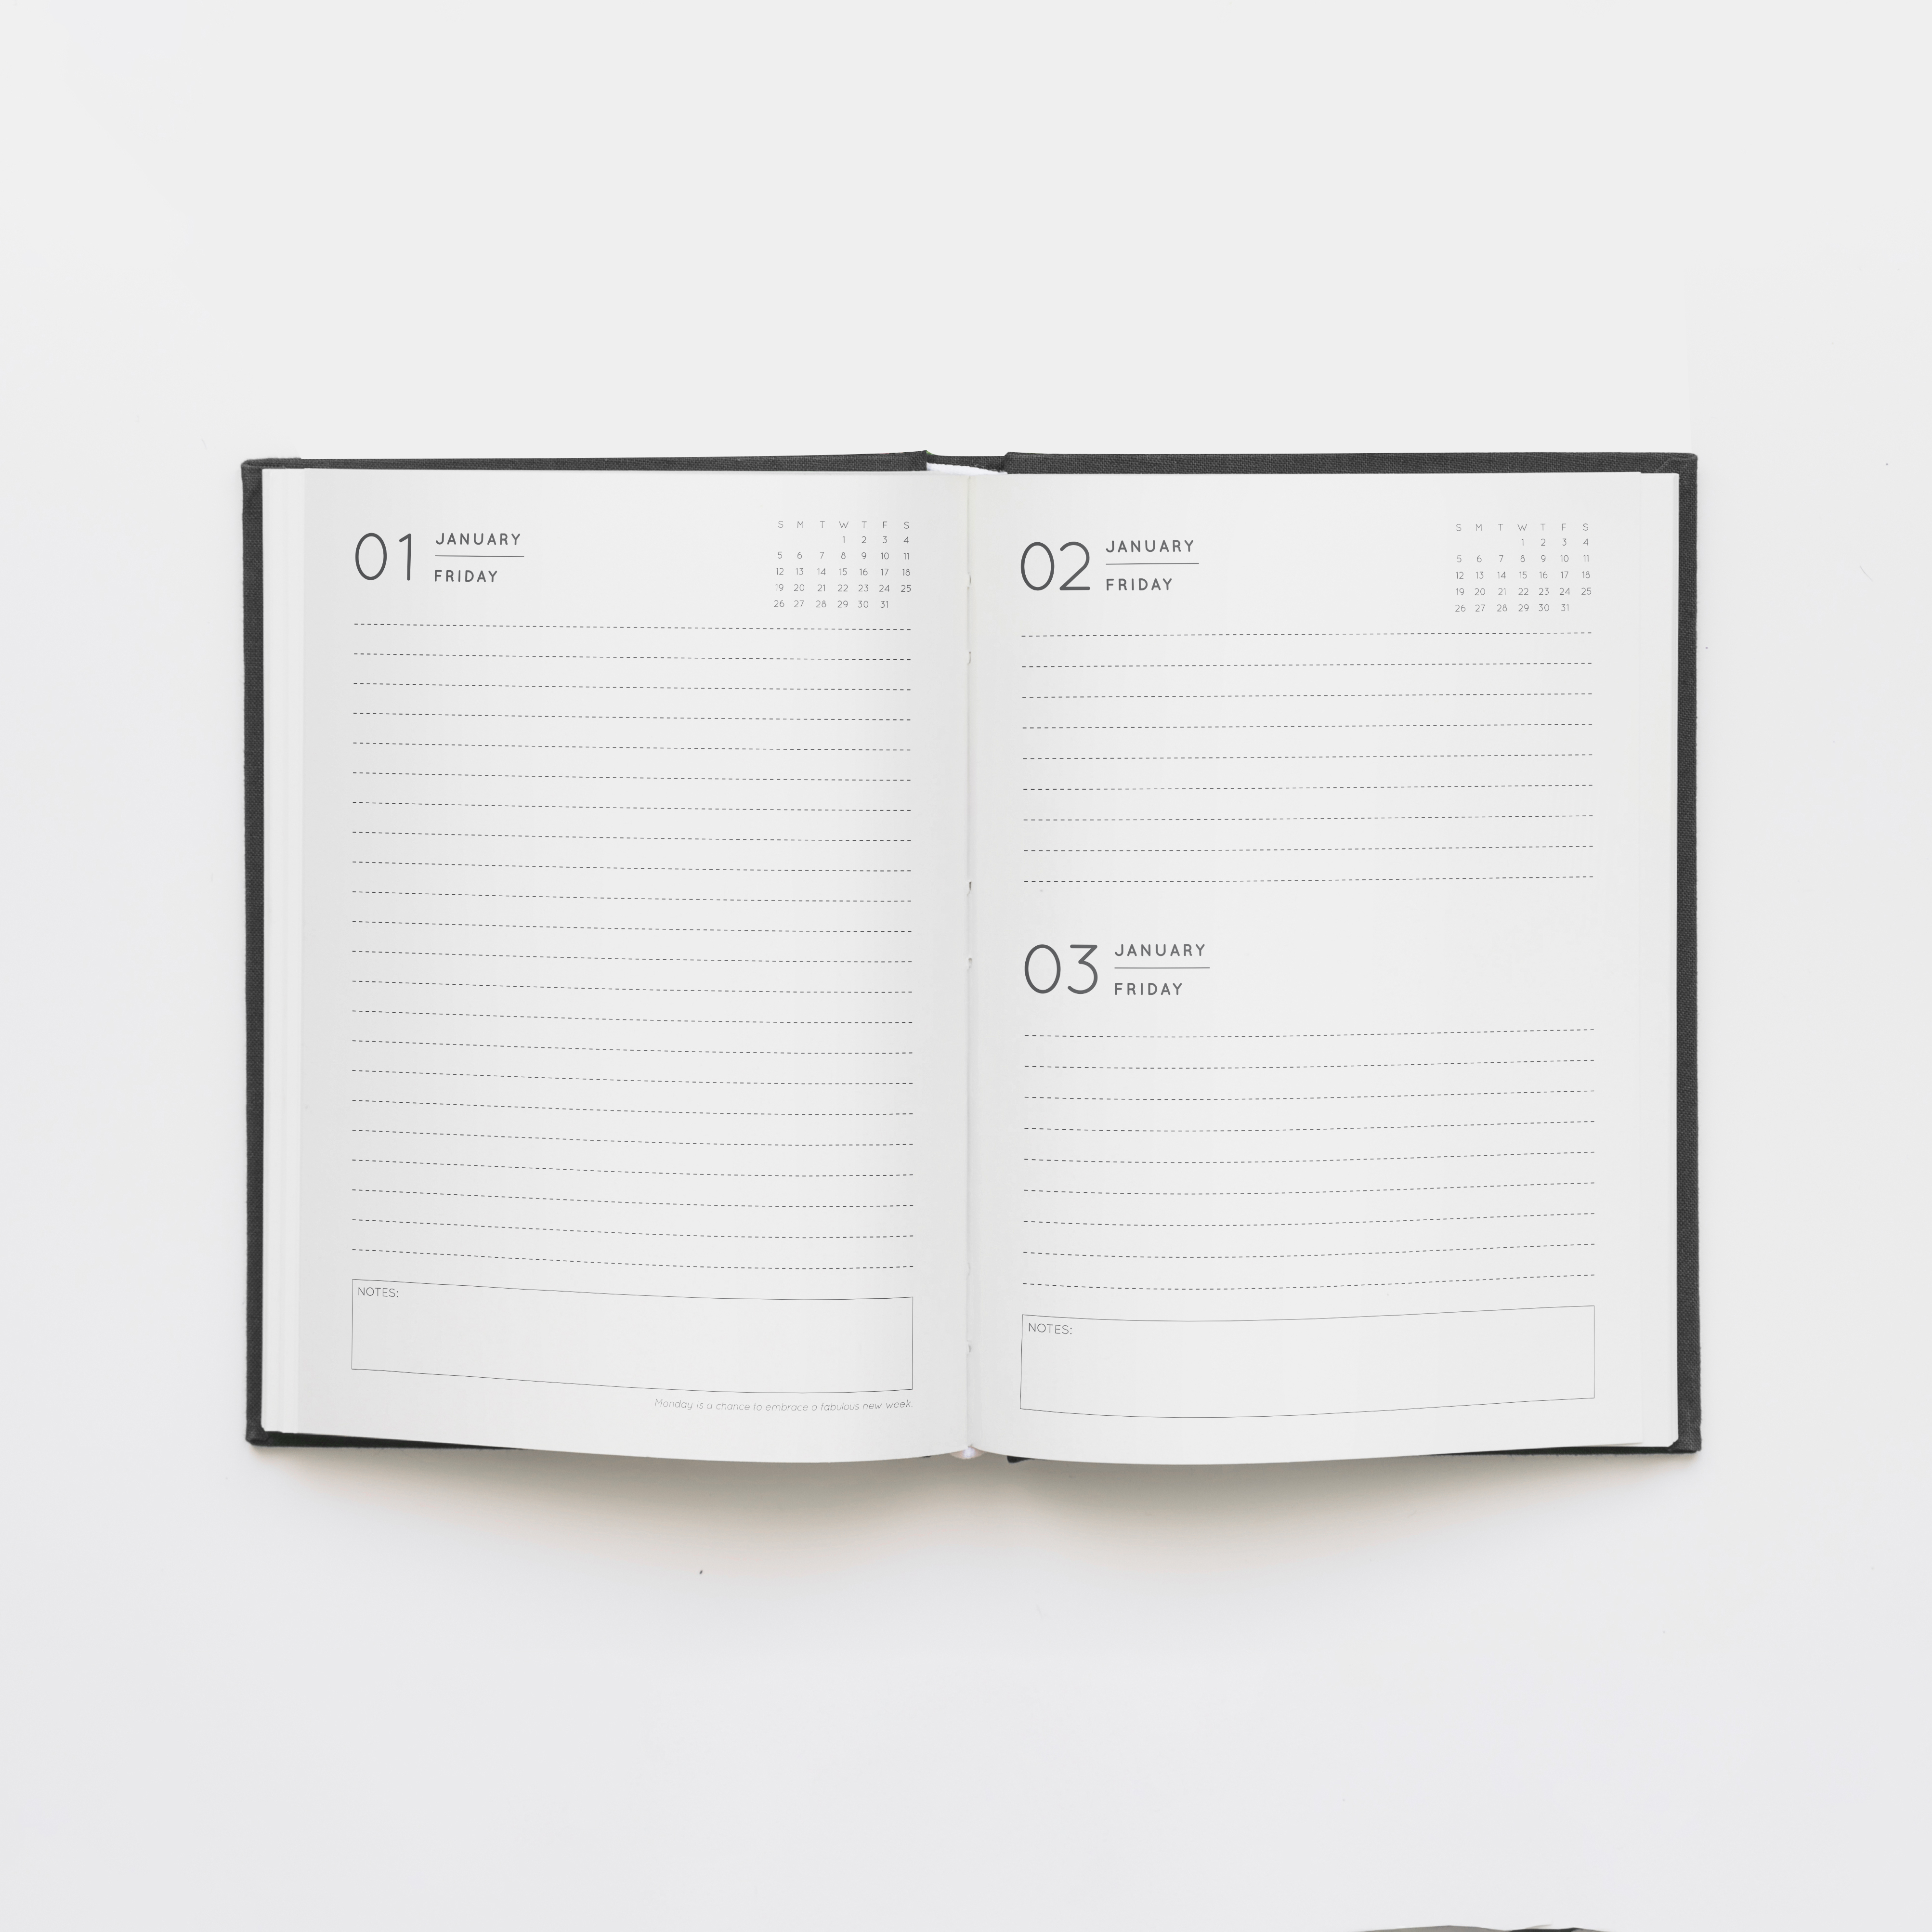 01 JANUARY
FRIDAY
S M T W T F S
1 2 3 4
5 6 7 8 9 10 11
12 13 14 15 16 17 18
19 20 21 22 23 24 25
26 27 28 29 30 31
NOTES:
Monday is a chance to embrace a fabulous new week.
02 JANUARY
FRIDAY
S M T W T F S
1 2 3 4
5 6 7 8 9 10 11
12 13 14 15 16 17 18
19 20 21 22 23 24 25
26 27 28 29 30 31
03 JANUARY
FRIDAY
NOTES: